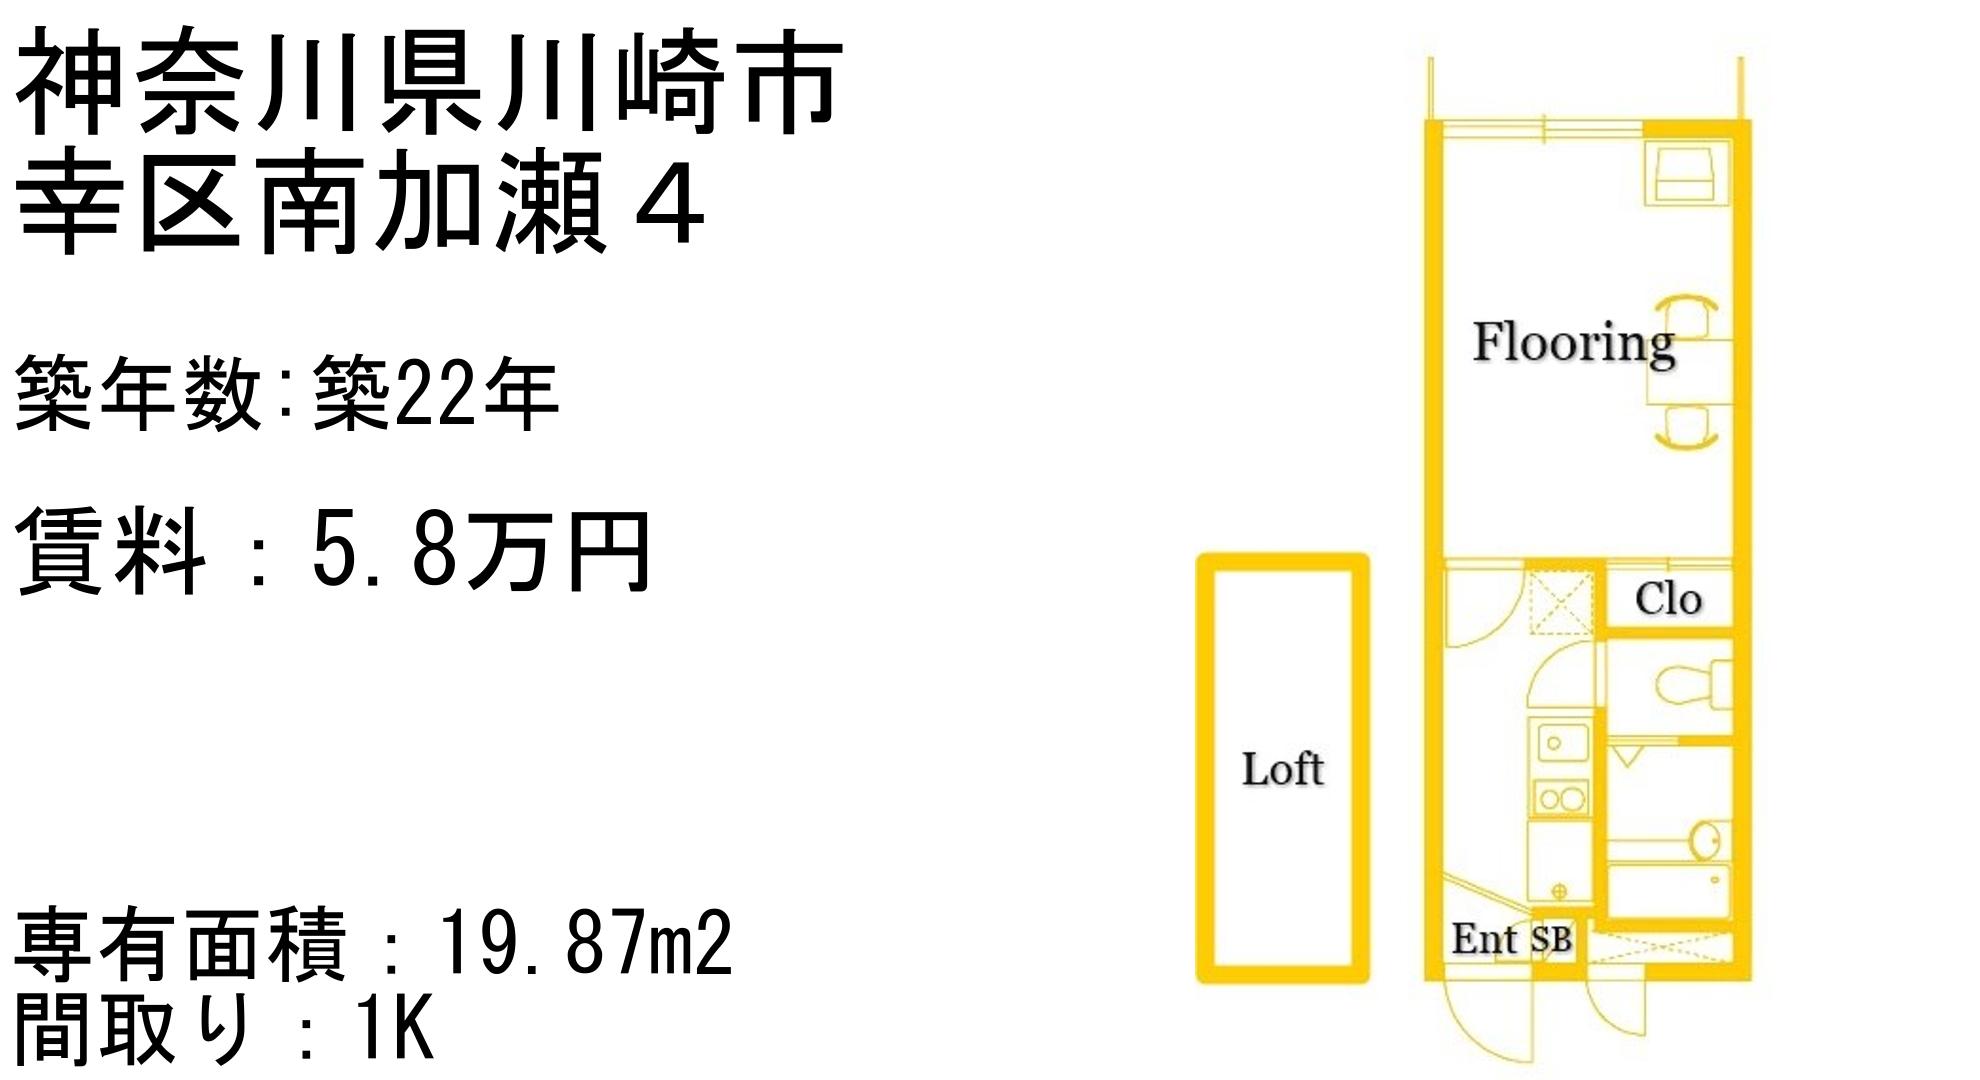 神奈川県川崎市
幸区南加瀬４
築年数:築22年
賃料：5.8万円
専有面積：19.87m2
間取り：1K
Flooring
Clo
Loft
Ent SB